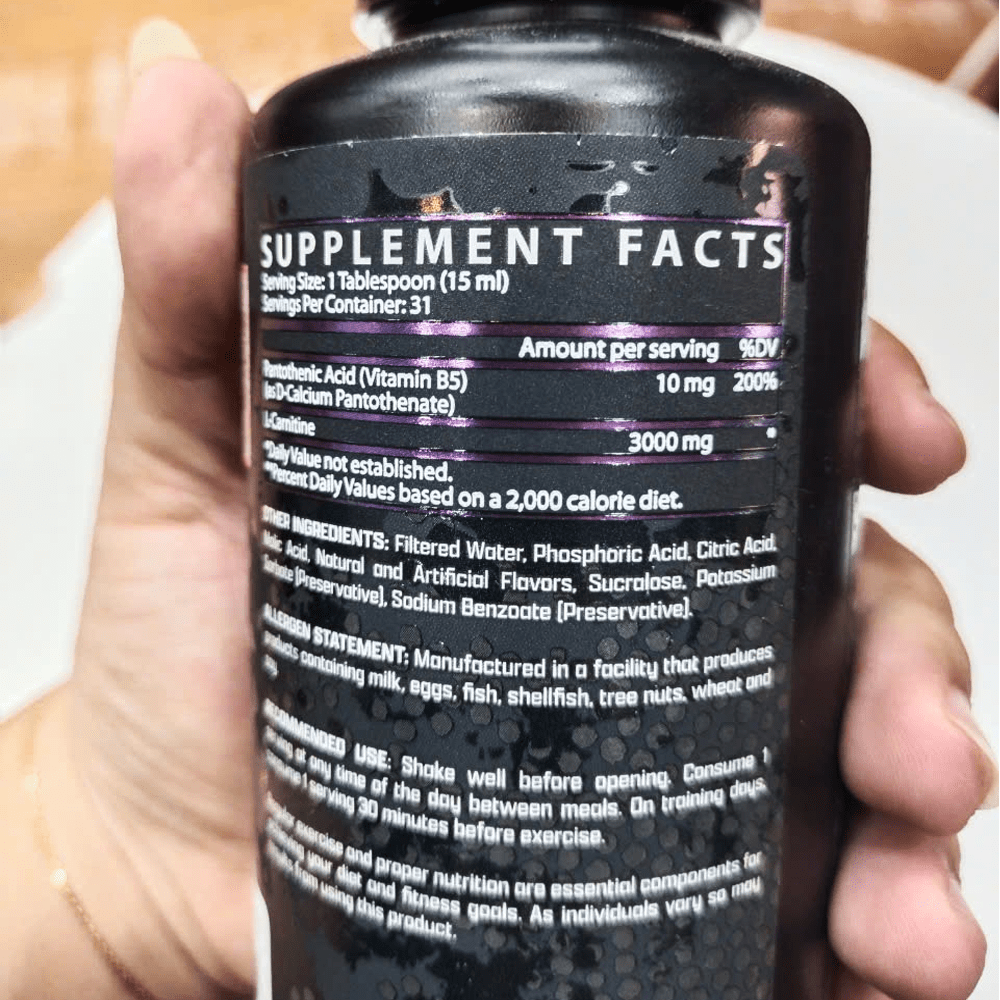 SUPPLEMENT FACTS
Serving Size: 1 Tablespoon (15 ml)
Servings Per Container: 31
Amount per serving %DV
Pantothenic Acid (Vitamin B5) 10 mg 200%
(as D-Calcium Pantothenate)
L-Carnitine 3000 mg *
*Daily Value not established.
**Percent Daily Values based on a 2,000 calorie diet.
OTHER INGREDIENTS: Filtered Water, Phosphoric Acid, Citric Acid,
Malic Acid, Natural and Artificial Flavors, Sucralose, Potassium
Sorbate (Preservative), Sodium Benzoate (Preservative).
ALLERGEN STATEMENT: Manufactured in a facility that produces
products containing milk, eggs, fish, shellfish, tree nuts, wheat and
soy
RECOMMENDED USE: Shake well before opening. Consume 1
serving at any time of the day between meals. On training days,
consume 1 serving 30 minutes before exercise.
exercise and proper nutrition are essential components for
your diet and fitness goals. As individuals vary so may
from using this product.